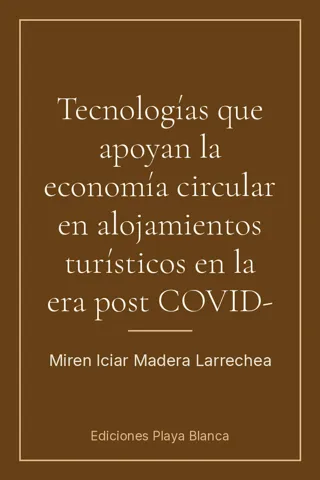 Tecnologías que
apoyan la
economía circular
en alojamientos
turísticos en la
era post COVID-
Miren Iciar Madera Larrechea
Ediciones Playa Blanca